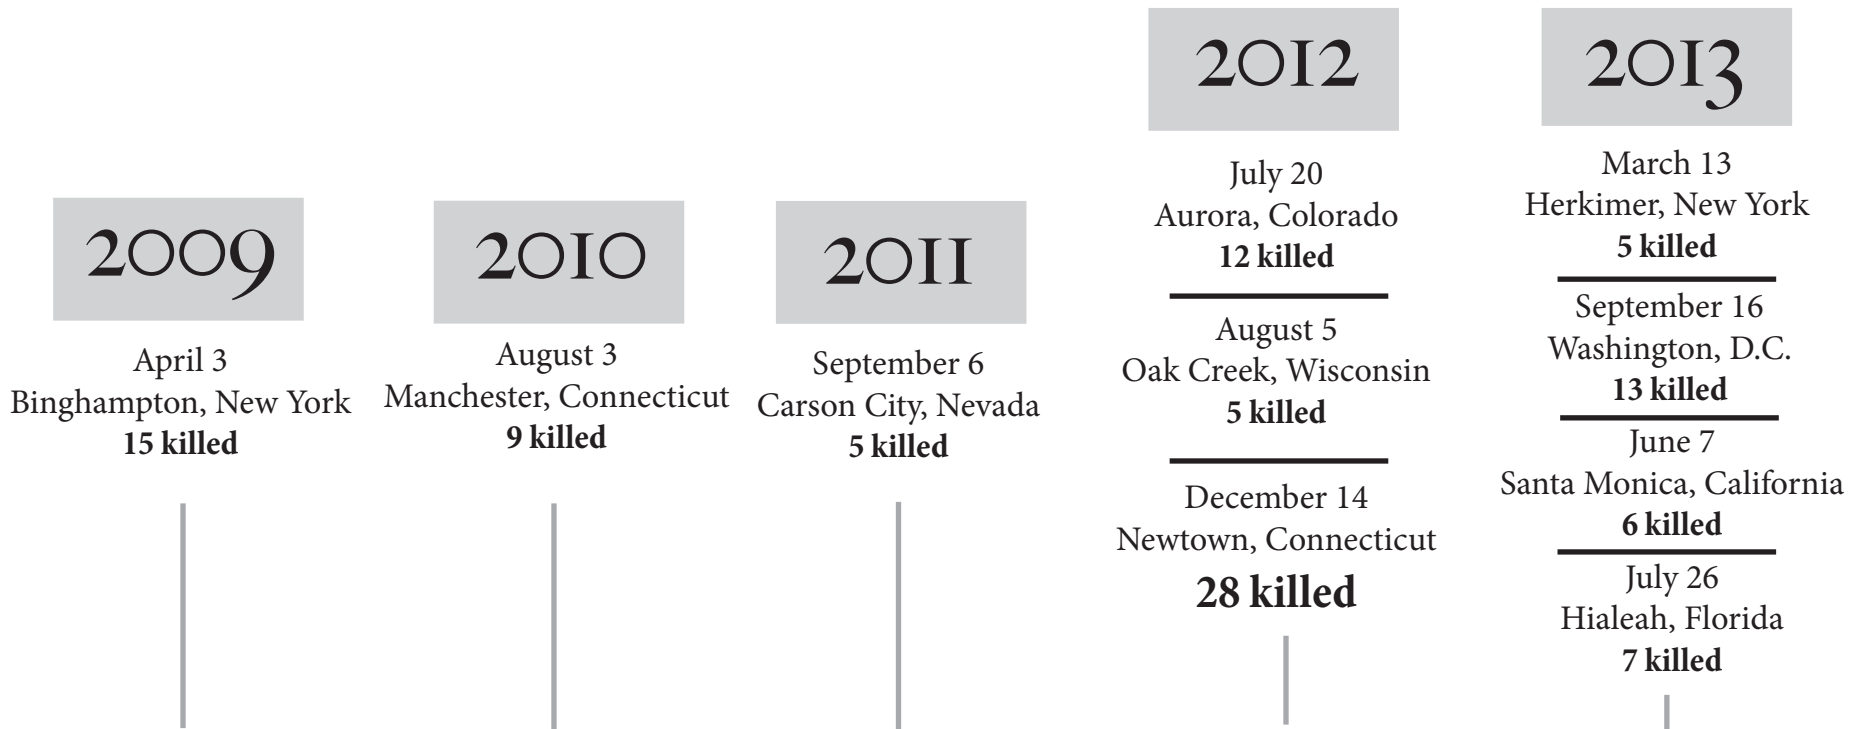 2009
April 3
Binghampton, New York
15 killed
2010
August 3
Manchester, Connecticut
9 killed
2011
September 6
Carson City, Nevada
5 killed
2012
July 20
Aurora, Colorado
12 killed
August 5
Oak Creek, Wisconsin
5 killed
December 14
Newtown, Connecticut
28 killed
2013
March 13
Herkimer, New York
5 killed
September 16
Washington, D.C.
13 killed
June 7
Santa Monica, California
6 killed
July 26
Hialeah, Florida
7 killed